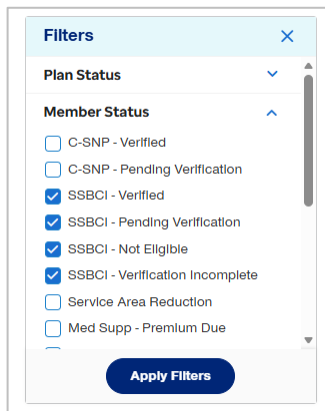 Filters
Plan Status
Member Status
C-SNP - Verified
C-SNP - Pending Verification
SSBCI - Verified
SSBCI - Pending Verification
SSBCI - Not Eligible
SSBCI - Verification Incomplete
Service Area Reduction
Med Supp - Premium Due
Apply Filters